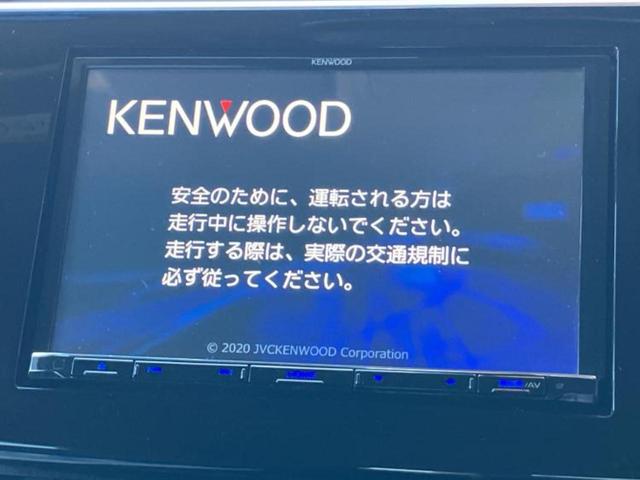 KENWOOD
KENWOOD
安全のために、運転される方は
走行中に操作しないでください。
走行する際は、実際の交通規制に
必ず従ってください。
© 2020 JVCKENWOOD Corporation
HOME
/AV